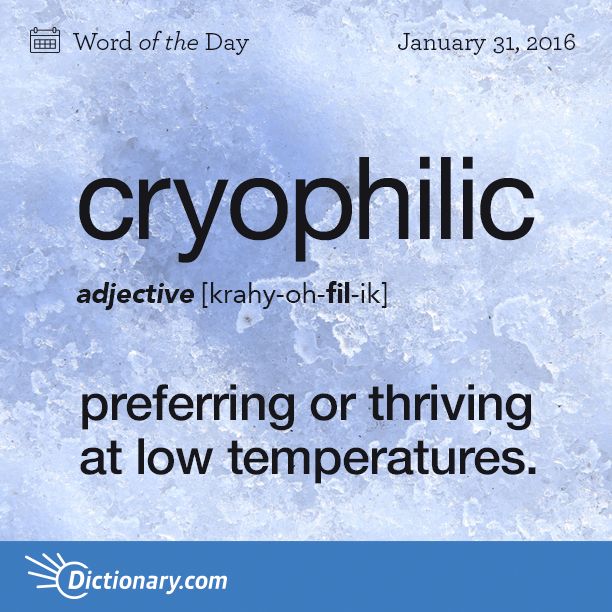 Word of the Day
January 31, 2016
cryophilic
adjective [krahy-oh-fil-ik]
preferring or thriving
at low temperatures.
Dictionary.com